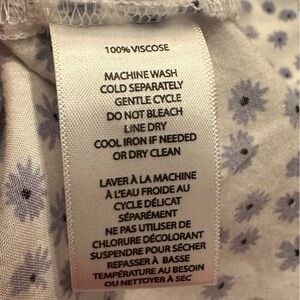 100% VISCOSE
MACHINE WASH
COLD SEPARATELY
GENTLE CYCLE
DO NOT BLEACH
LINE DRY
COOL IRON IF NEEDED
OR DRY CLEAN
LAVER À LA MACHINE
À L'EAU FROIDE AU
CYCLE DÉLICAT
SÉPARÉMENT
NE PAS UTILISER DE
CHLORURE DÉCOLORANT
SUSPENDRE POUR SÉCHER
REPASSER À BASSE
TEMPÉRATURE AU BESOIN
OU NETTOYER À SEC